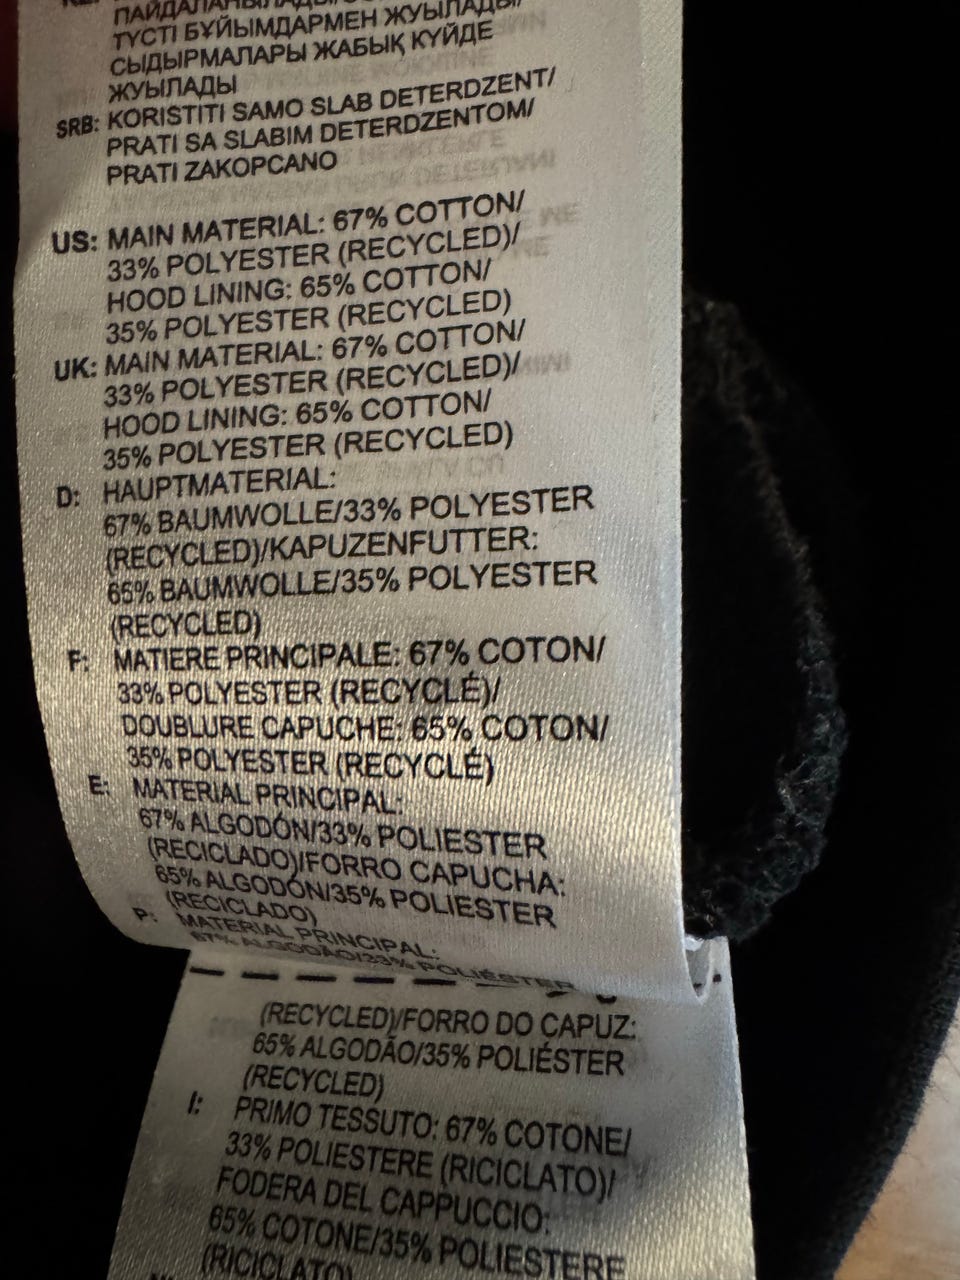 ПАЙДАЛАНЫЛАДЫ/
ТҮСТІ БҰЙЫМДАРМЕН ЖУЫЛАДЫ/
СЫДЫРМАЛАРЫ ЖАБЫҚ КҮЙДЕ
ЖУЫЛАДЫ
SRB: KORISTITI SAMO SLAB DETERDZENT/
PRATI SA SLABIM DETERDZENTOM/
PRATI ZAKOPCANO
US: MAIN MATERIAL: 67% COTTON/
33% POLYESTER (RECYCLED)/
HOOD LINING: 65% COTTON/
35% POLYESTER (RECYCLED)
UK: MAIN MATERIAL: 67% COTTON/
33% POLYESTER (RECYCLED)/
HOOD LINING: 65% COTTON/
35% POLYESTER (RECYCLED)
D: HAUPTMATERIAL:
67% BAUMWOLLE/33% POLYESTER
(RECYCLED)/KAPUZENFUTTER:
65% BAUMWOLLE/35% POLYESTER
(RECYCLED)
F: MATIERE PRINCIPALE: 67% COTON/
33% POLYESTER (RECYCLÉ)/
DOUBLURE CAPUCHE: 65% COTON/
35% POLYESTER (RECYCLÉ)
E: MATERIAL PRINCIPAL:
67% ALGODÓN/33% POLIESTER
(RECICLADO)/FORRO CAPUCHA:
65% ALGODÓN/35% POLIESTER
(RECICLADO)
P: MATERIAL PRINCIPAL:
67% ALGODÃO/33% POLIÉSTER
(RECYCLED)/FORRO DO CAPUZ:
65% ALGODÃO/35% POLIÉSTER
(RECYCLED)
I: PRIMO TESSUTO: 67% COTONE/
33% POLIESTERE (RICICLATO)/
FODERA DEL CAPPUCCIO:
65% COTONE/35% POLIESTERE
(RICICLATO)